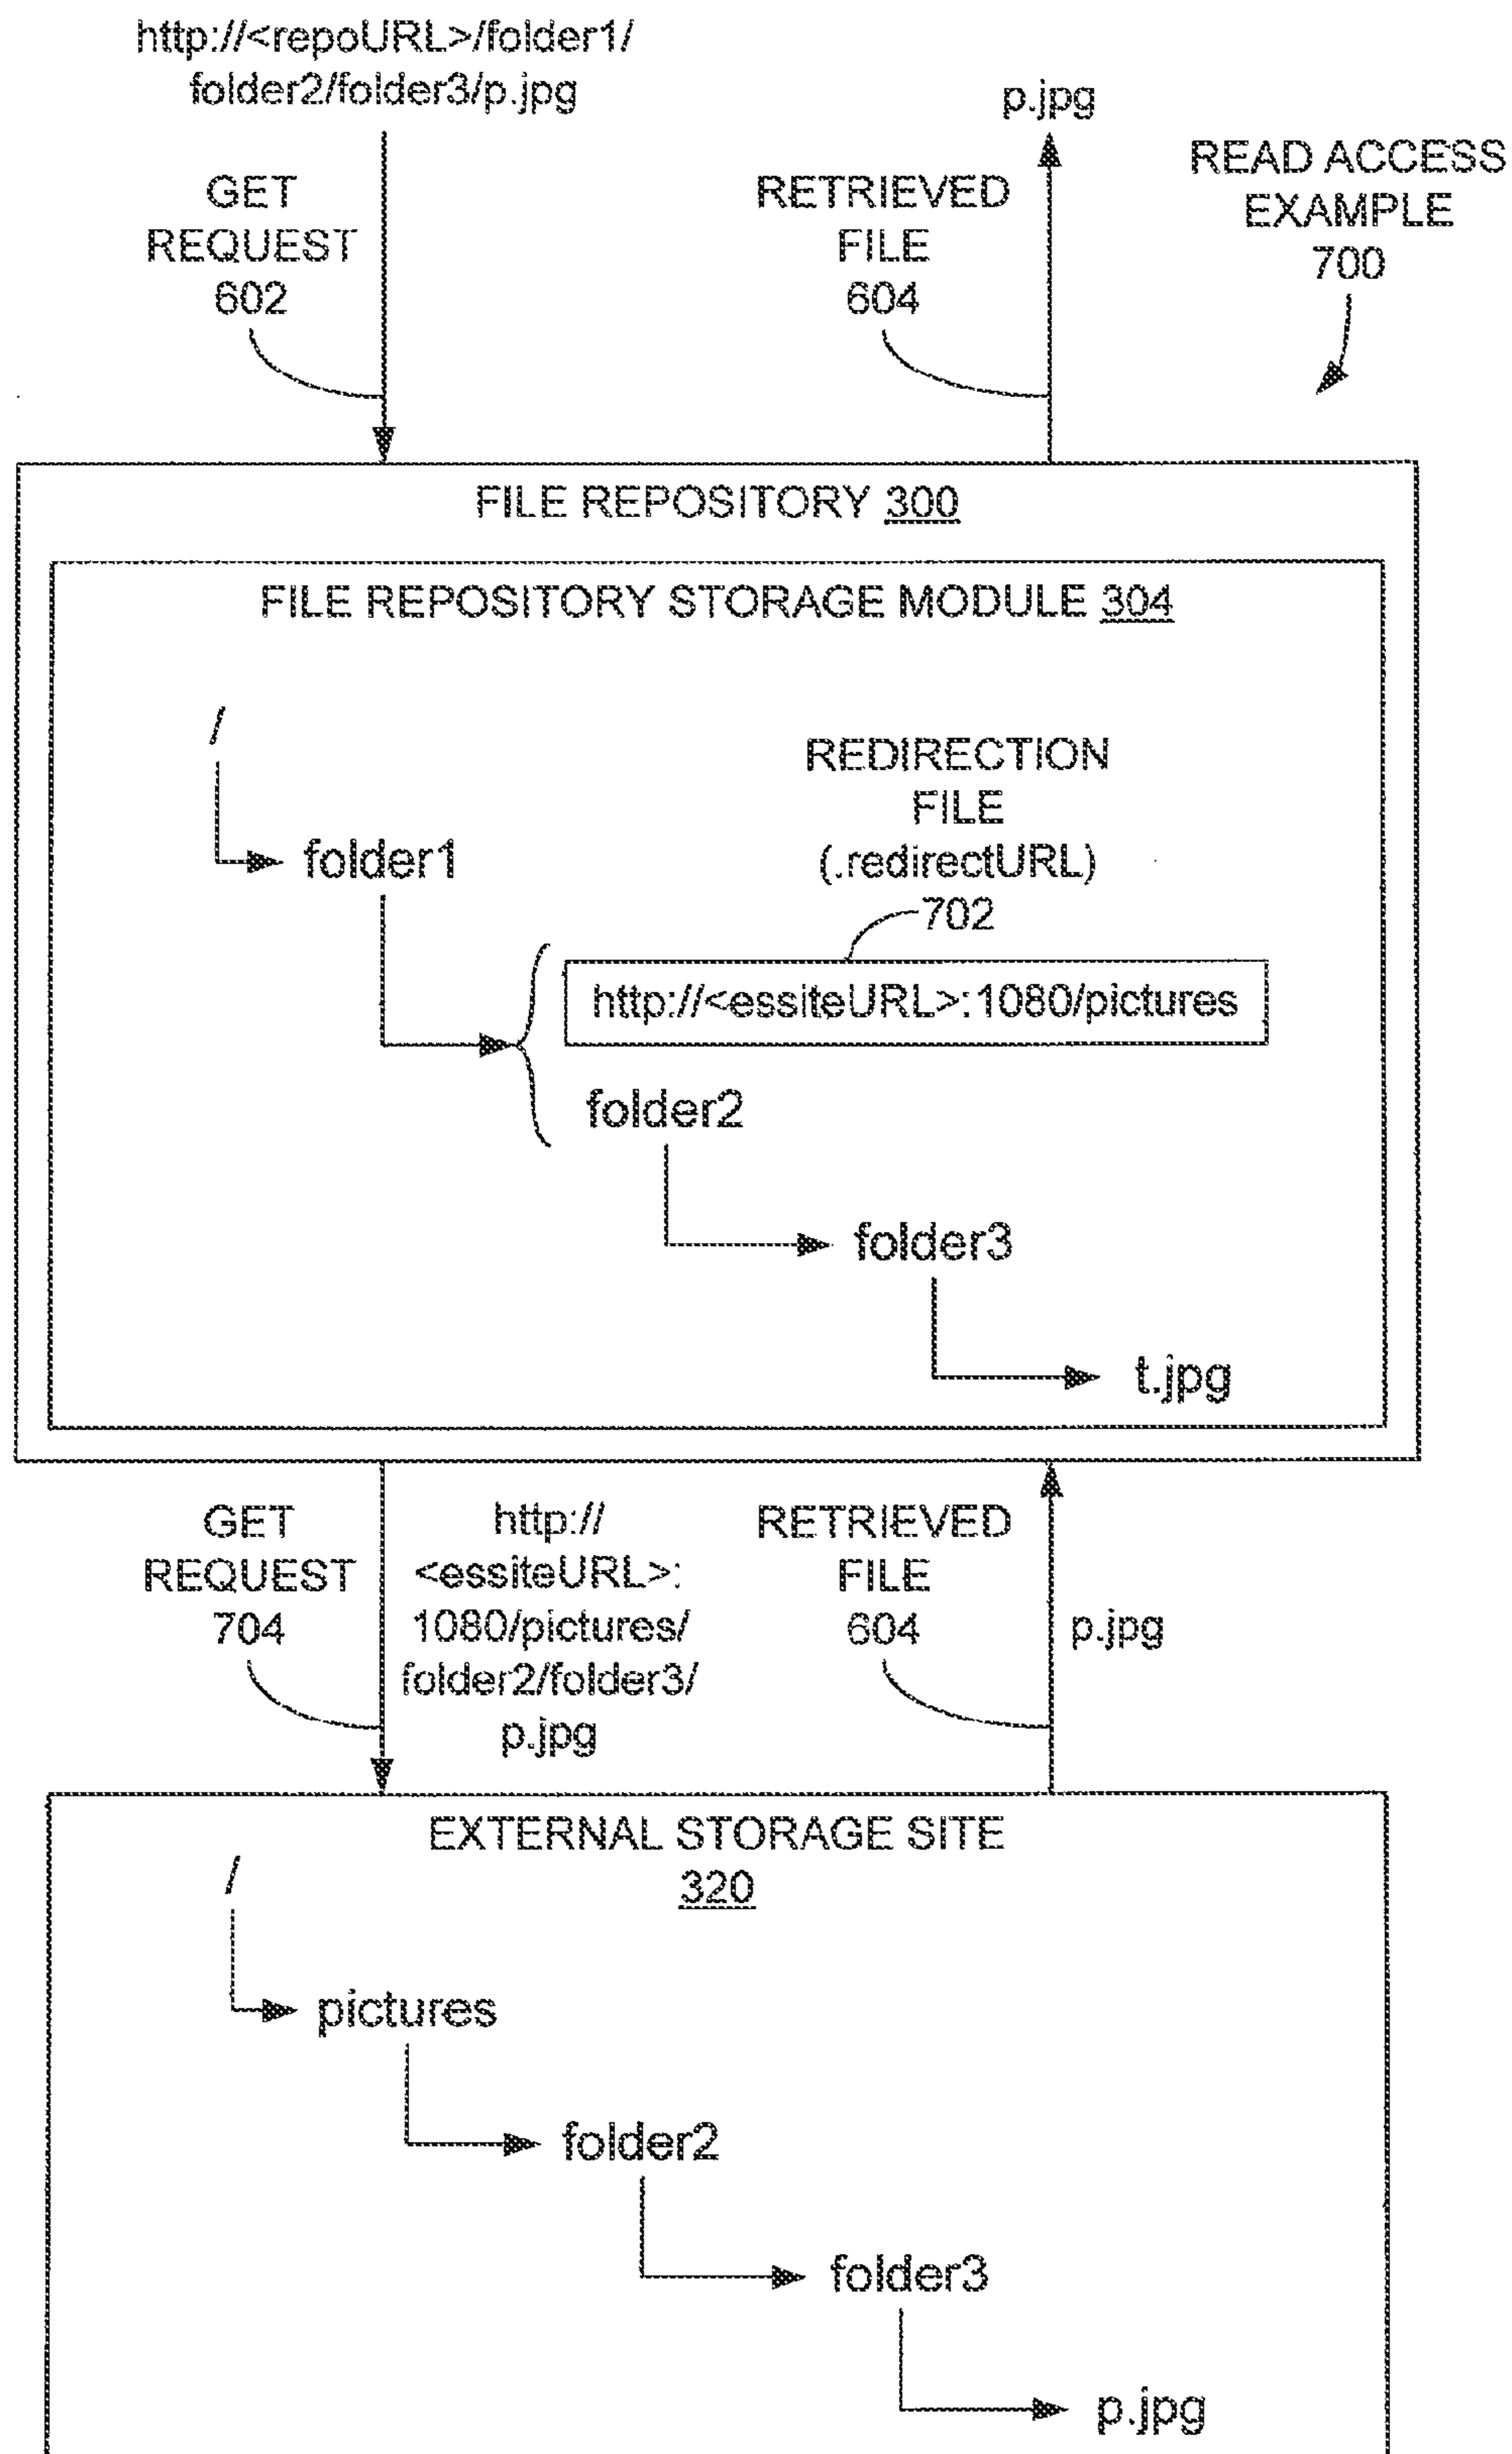 http://<repoURL>/folder1/
folder2/folder3/p.jpg
GET
REQUEST
602
p.jpg
RETRIEVED
FILE
604
READ ACCESS
EXAMPLE
700
FILE REPOSITORY 300
FILE REPOSITORY STORAGE MODULE 304
/
folder1
REDIRECTION
FILE
(.redirectURL)
702
http://<essiteURL>:1080/pictures
folder2
folder3
t.jpg
GET
REQUEST
704
http://
<essiteURL>:
1080/pictures/
folder2/folder3/
p.jpg
RETRIEVED
FILE
604
p.jpg
EXTERNAL STORAGE SITE
320
/
pictures
folder2
folder3
p.jpg